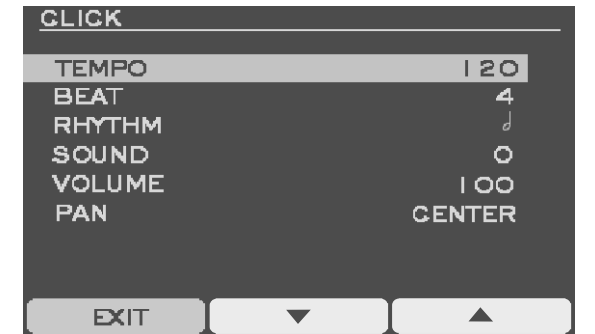 CLICK
TEMPO 120
BEAT 4
RHYTHM 𝅗𝅥
SOUND 0
VOLUME 100
PAN CENTER
EXIT ▼ ▲